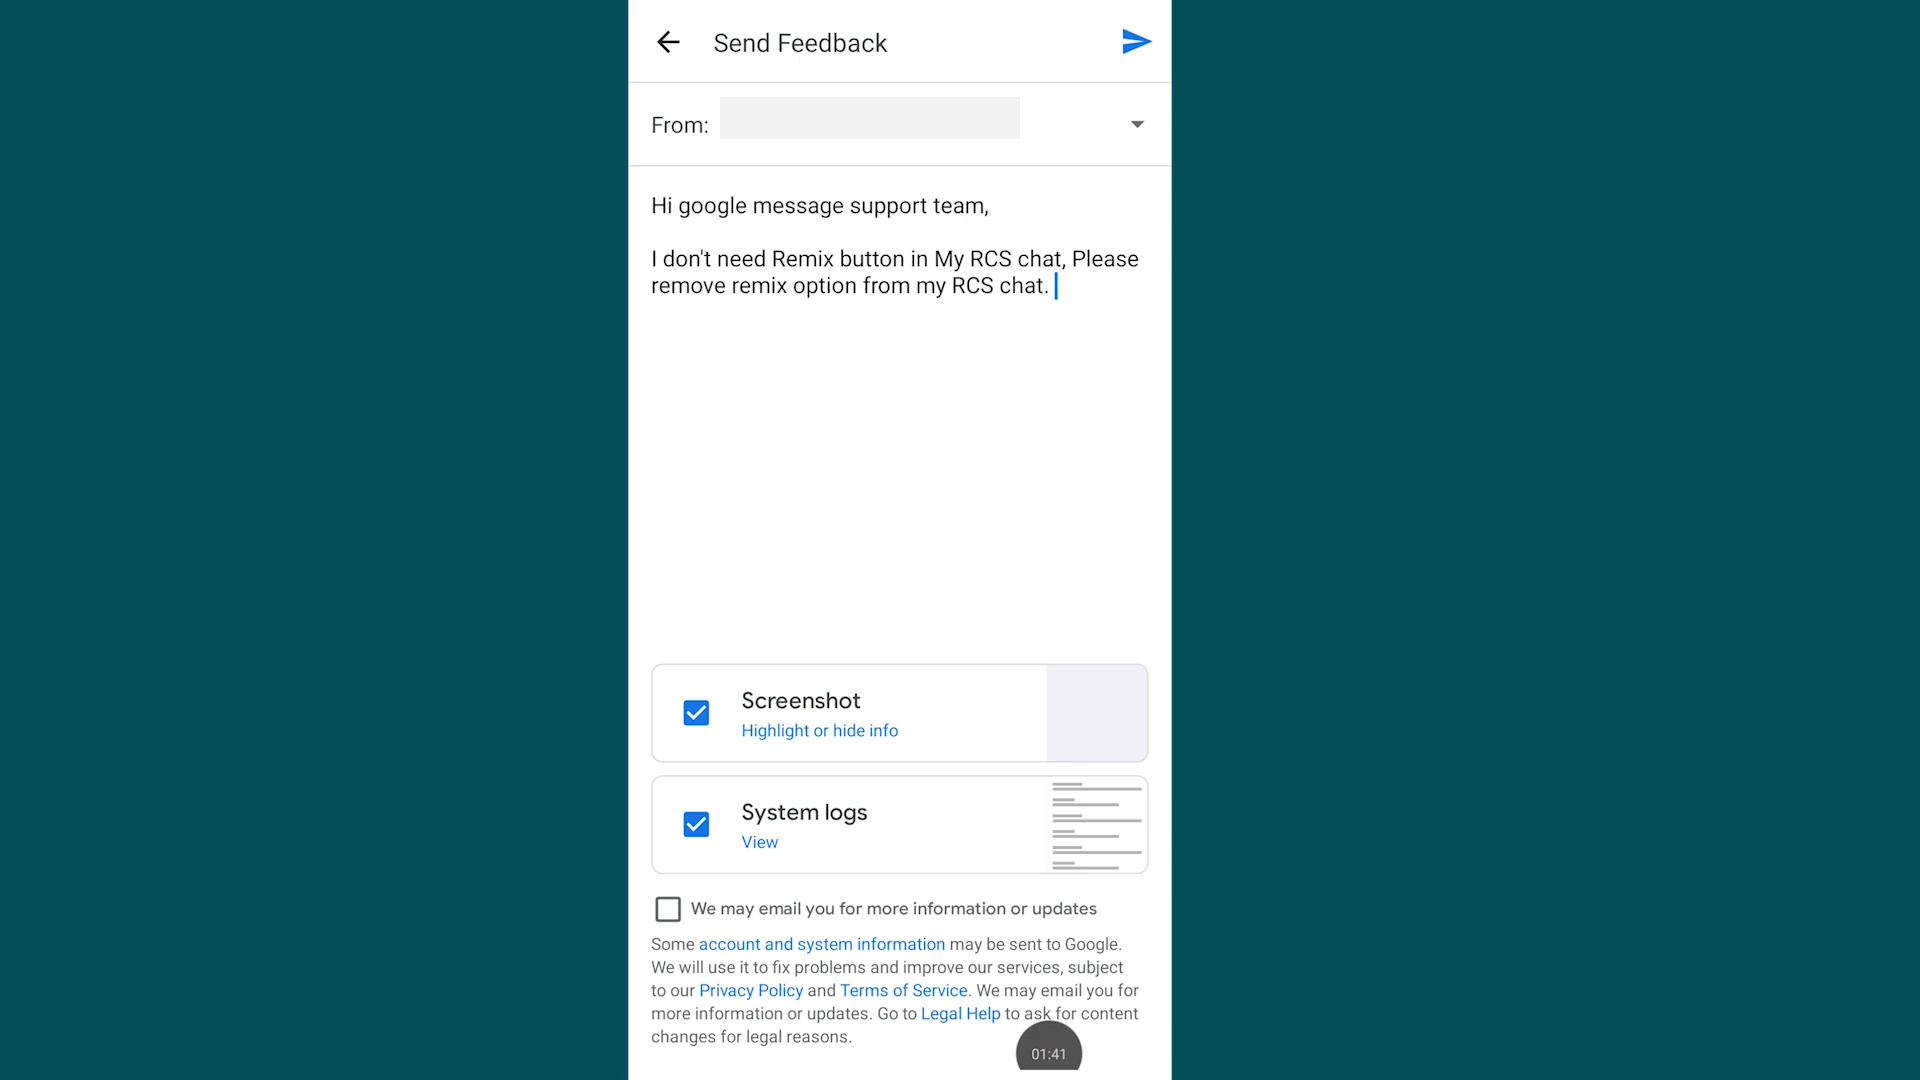 Send Feedback
From:
Hi google message support team,
I don't need Remix button in My RCS chat, Please
remove remix option from my RCS chat.
Screenshot
Highlight or hide info
System logs
View
We may email you for more information or updates
Some account and system information may be sent to Google.
We will use it to fix problems and improve our services, subject
to our Privacy Policy and Terms of Service. We may email you for
more information or updates. Go to Legal Help to ask for content
changes for legal reasons.
01:41